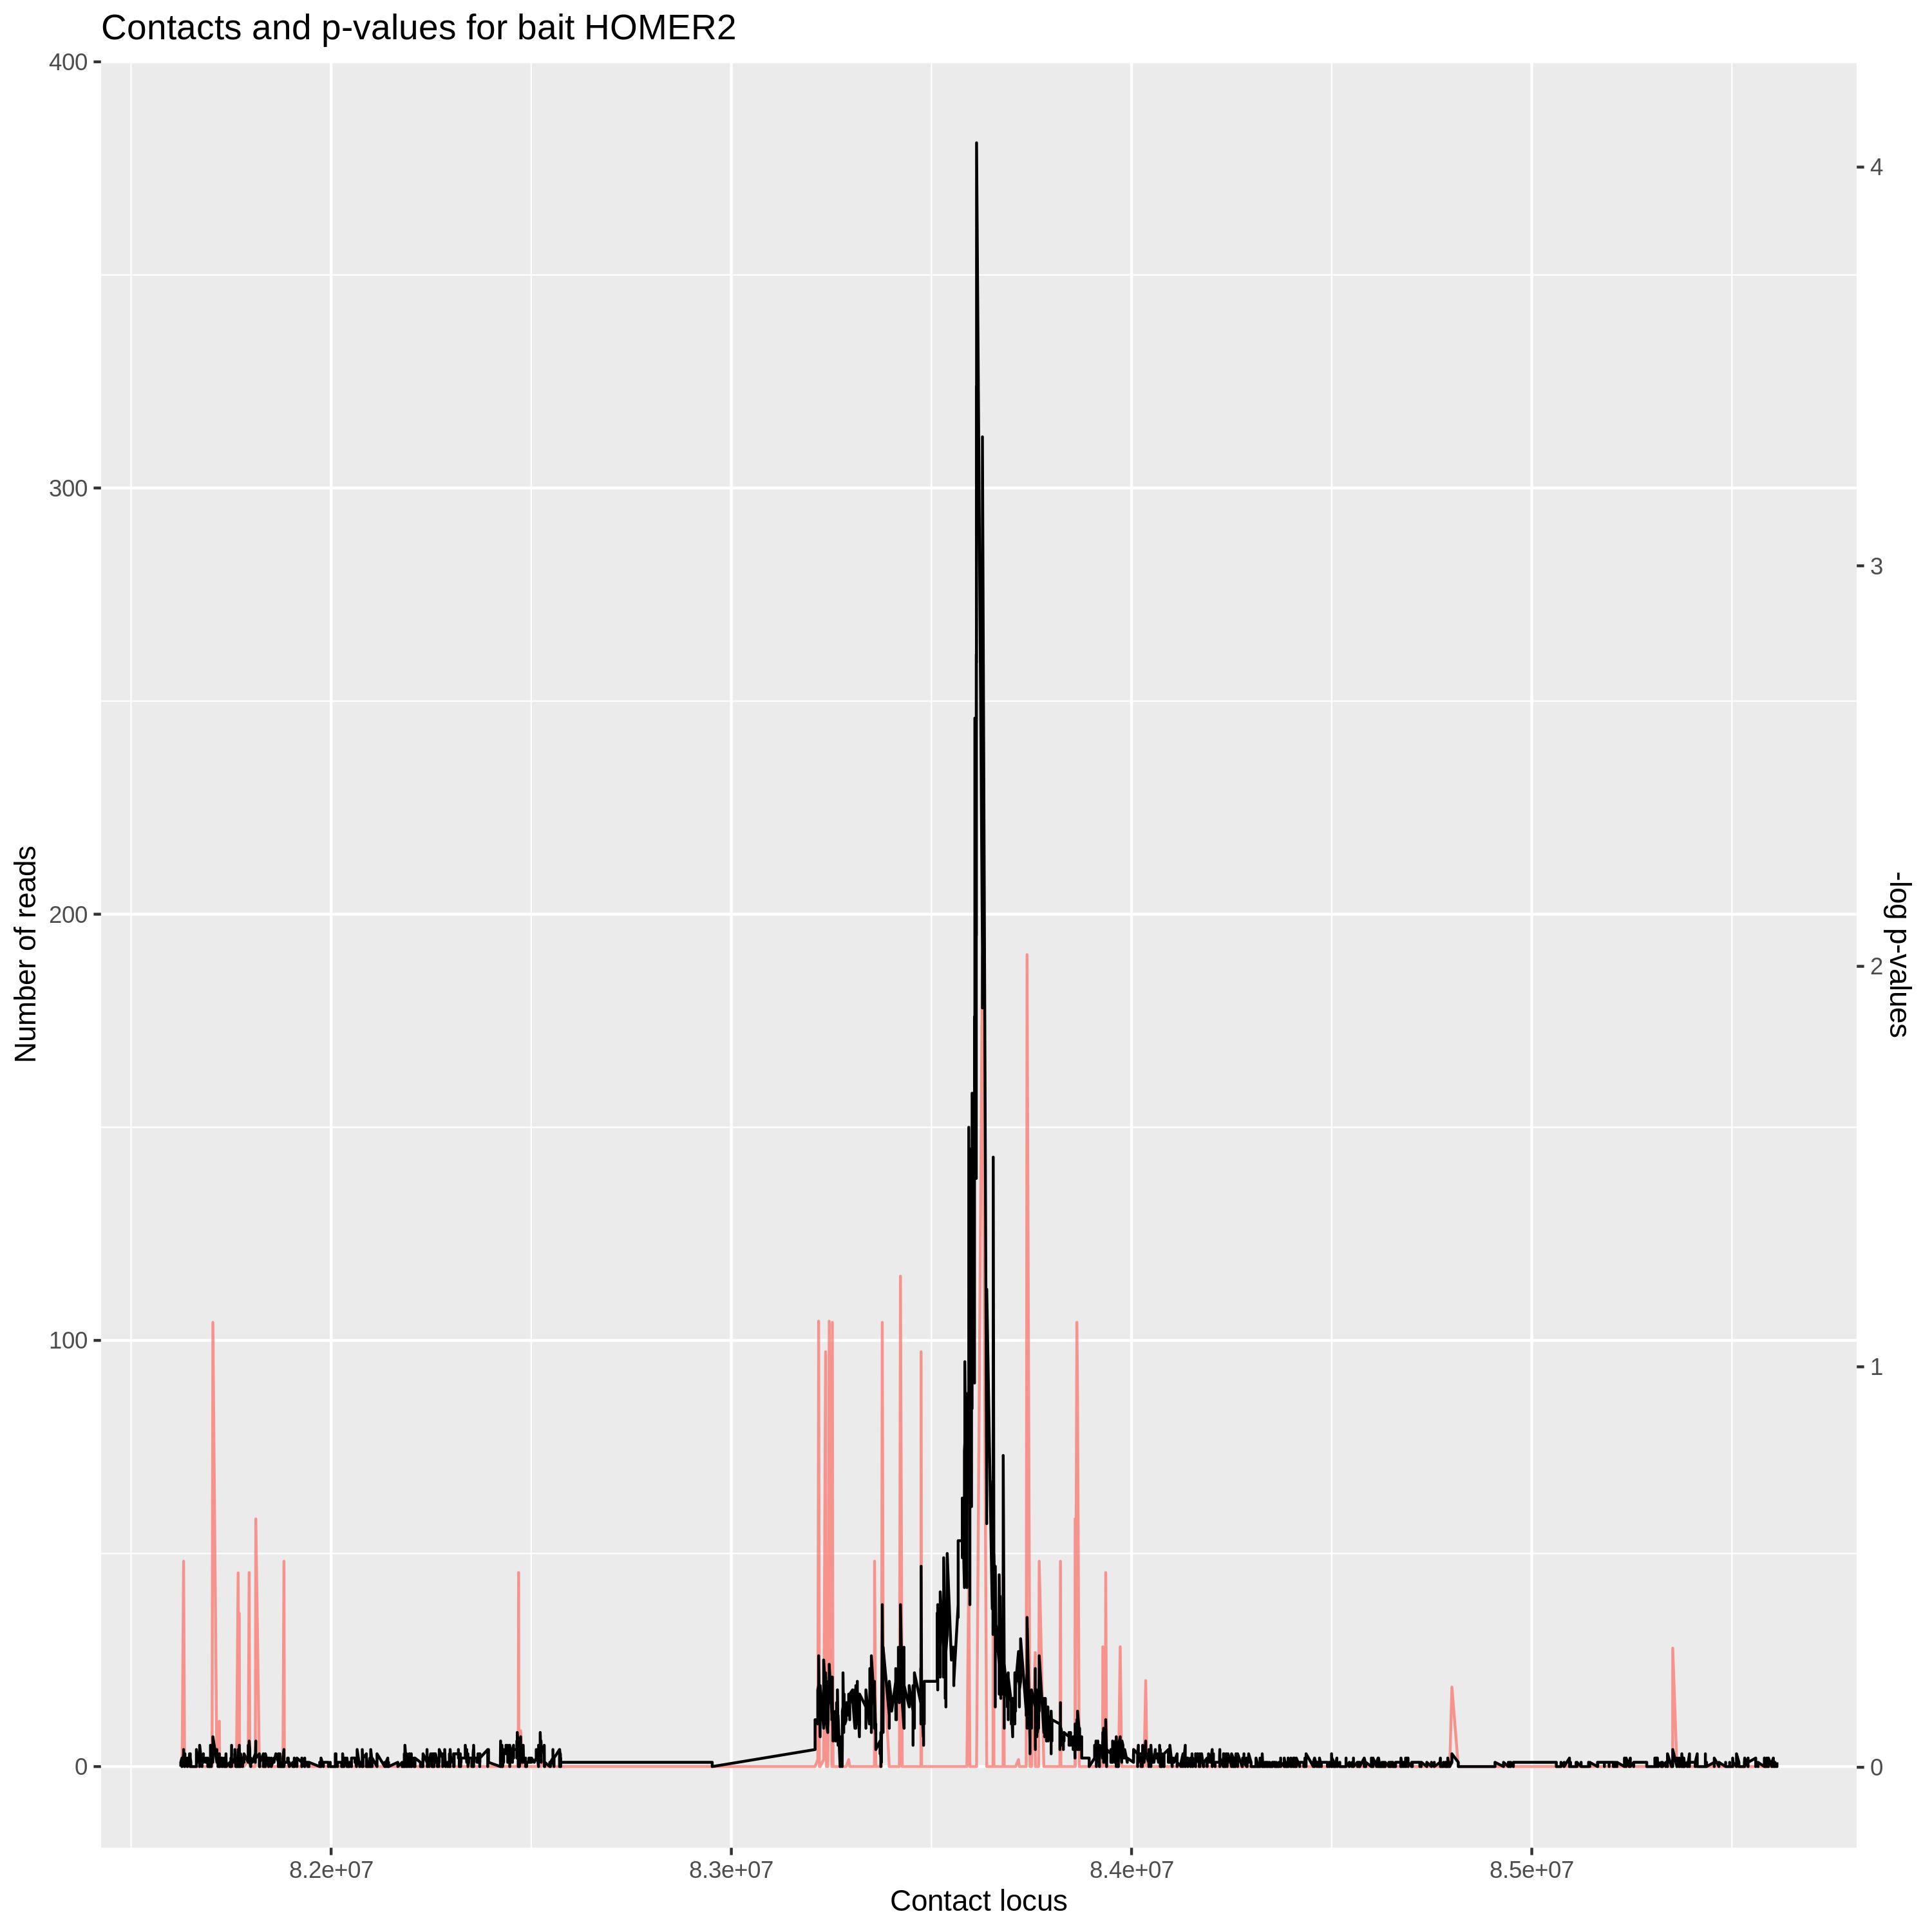 Contacts and p-values for bait HOMER2
400
300
200
100
0
Number of reads
4
3
2
1
0
-log p-values
8.2e+07
8.3e+07
8.4e+07
8.5e+07
Contact locus